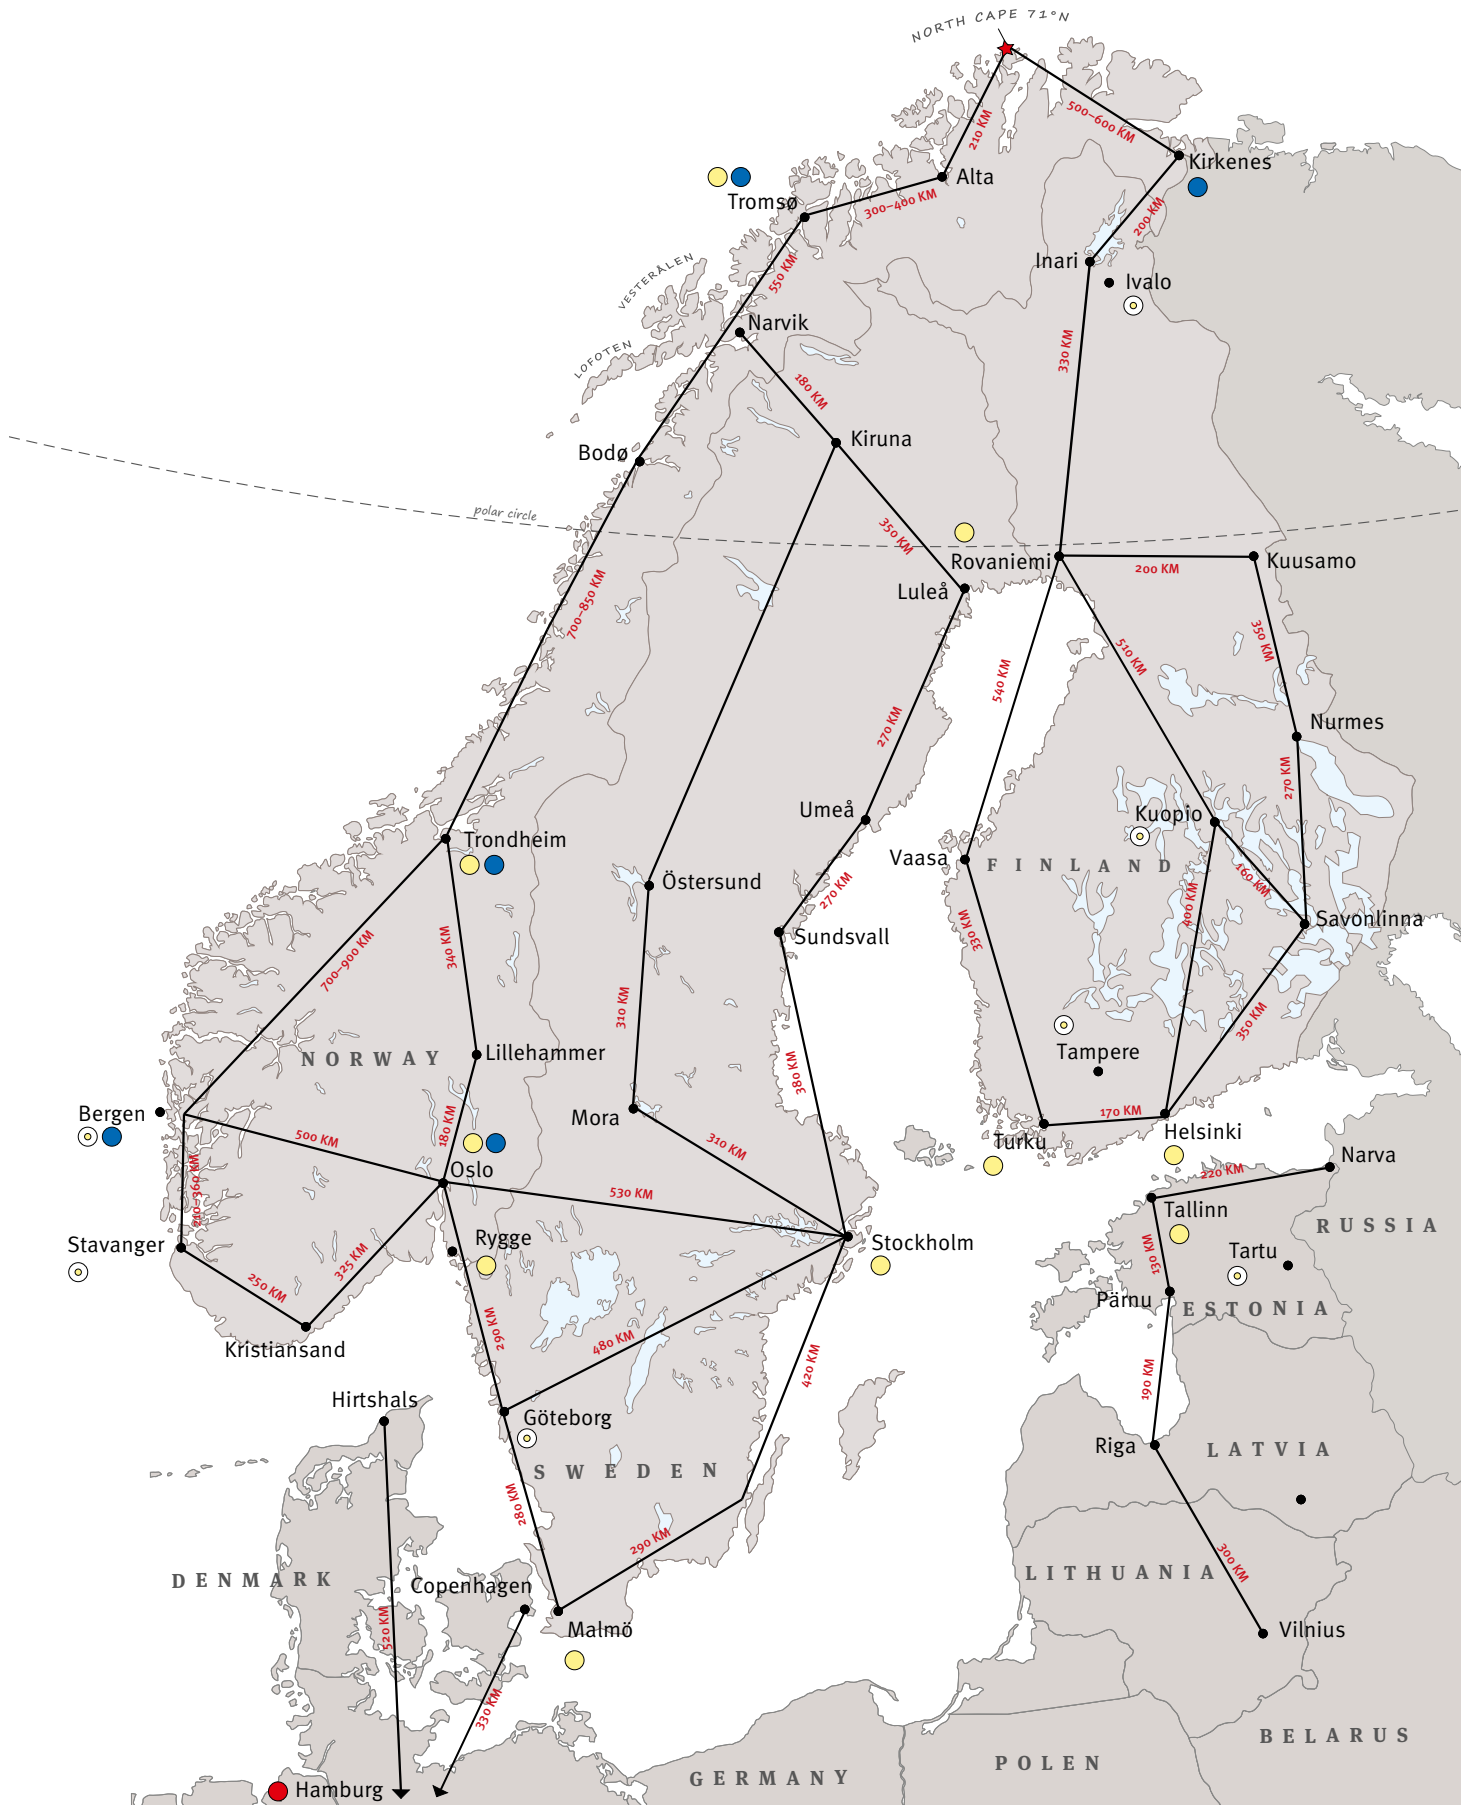 NORTH CAPE 71°N
210 KM
500–600 KM
Kirkenes
Alta
Tromsø
300–400 KM
200 KM
Inari
Ivalo
550 KM
VESTERÅLEN
LOFOTEN
Narvik
330 KM
180 KM
Kiruna
Bodø
polar circle
350 KM
Rovaniemi
200 KM
Kuusamo
Luleå
700–850 KM
510 KM
350 KM
540 KM
270 KM
Nurmes
270 KM
Umeå
Kuopio
Trondheim
Vaasa
FINLAND
160 KM
Östersund
270 KM
400 KM
Savonlinna
330 KM
Sundsvall
340 KM
700–900 KM
310 KM
350 KM
NORWAY
Lillehammer
Tampere
380 KM
Bergen
Mora
180 KM
500 KM
310 KM
170 KM
Turku
Helsinki
Narva
Oslo
220 KM
210–360 KM
530 KM
Tallinn
RUSSIA
Stavanger
Rygge
Stockholm
130 KM
Tartu
325 KM
250 KM
Pärnu
ESTONIA
290 KM
480 KM
Kristiansand
420 KM
190 KM
Hirtshals
Göteborg
Riga
LATVIA
SWEDEN
280 KM
290 KM
300 KM
DENMARK
Copenhagen
LITHUANIA
520 KM
Malmö
Vilnius
330 KM
BELARUS
POLEN
GERMANY
Hamburg